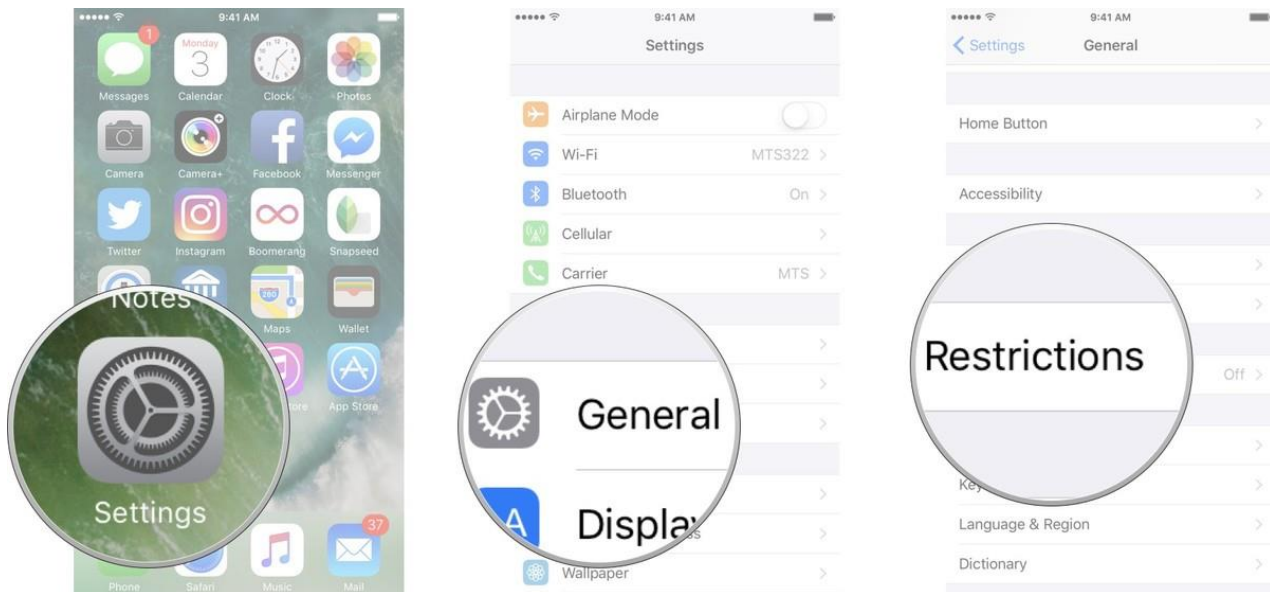 9:41 AM
1
Monday
3
Messages
Calendar
Clock
Photos
Camera
Camera+
Facebook
Messenger
Twitter
Instagram
Boomerang
Snapseed
Notes
280
Maps
Wallet
App Store
Settings
37
Phone
Safari
Music
Mail
9:41 AM
Settings
Airplane Mode
Wi-Fi MTS322
Bluetooth On
Cellular
Carrier MTS
General
A Display
Wallpaper
9:41 AM
Settings General
Home Button
Accessibility
Restrictions
Off
Language & Region
Dictionary